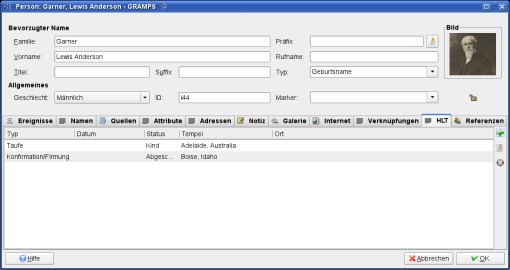 Person: Garner, Lewis Anderson - GRAMPS
Bevorzugter Name
Bild
Familie: Garner Präfix:
Vorname: Lewis Anderson Rufname:
Titel: Suffix: Typ: Geburtsname
Allgemeines
Geschlecht: Männlich ID: I44 Marker:
Ereignisse Namen Quellen Attribute Adressen Notiz Galerie Internet Verknüpfungen HLT Referenzen
Typ Datum Status Tempel Ort
Taufe Kind Adelaide, Australia
Konfirmation/Firmung Abgesc... Boise, Idaho
Hilfe Abbrechen OK